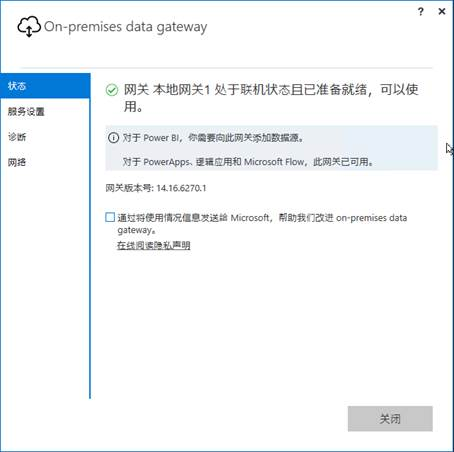 ? ×
On-premises data gateway
状态
服务设置
诊断
网络
网关 本地网关1 处于联机状态且已准备就绪，可以使
用。
对于 Power BI，你需要向此网关添加数据源。
对于 PowerApps、逻辑应用和 Microsoft Flow，此网关已可用。
网关版本号: 14.16.6270.1
通过将使用情况信息发送给 Microsoft，帮助我们改进 on-premises data
gateway。
在线阅读隐私声明
关闭